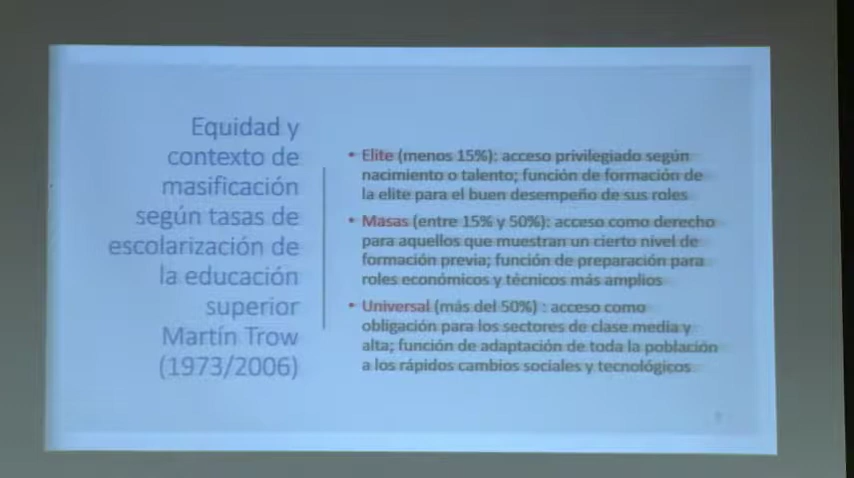 Equidad y
contexto de
masificación
según tasas de
escolarización de
la educación
superior
Martín Trow
(1973/2006)
• Elite (menos 15%): acceso privilegiado según
nacimiento o talento; función de formación de
la elite para el buen desempeño de sus roles
• Masas (entre 15% y 50%): acceso como derecho
para aquellos que muestran un cierto nivel de
formación previa; función de preparación para
roles económicos y técnicos más amplios
• Universal (más del 50%) : acceso como
obligación para los sectores de clase media y
alta; función de adaptación de toda la población
a los rápidos cambios sociales y tecnológicos